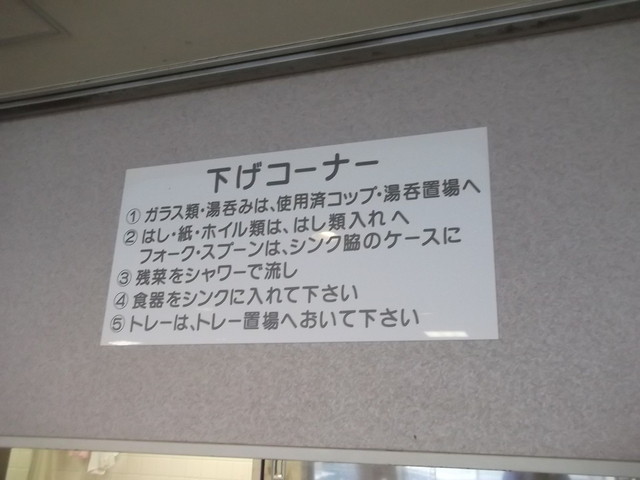 下げコーナー
① ガラス類・湯呑みは、使用済コップ・湯呑置場へ
② はし・紙・ホイル類は、はし類入れへ
フォーク・スプーンは、シンク脇のケースに
③ 残菜をシャワーで流し
④ 食器をシンクに入れて下さい
⑤ トレーは、トレー置場へおいて下さい